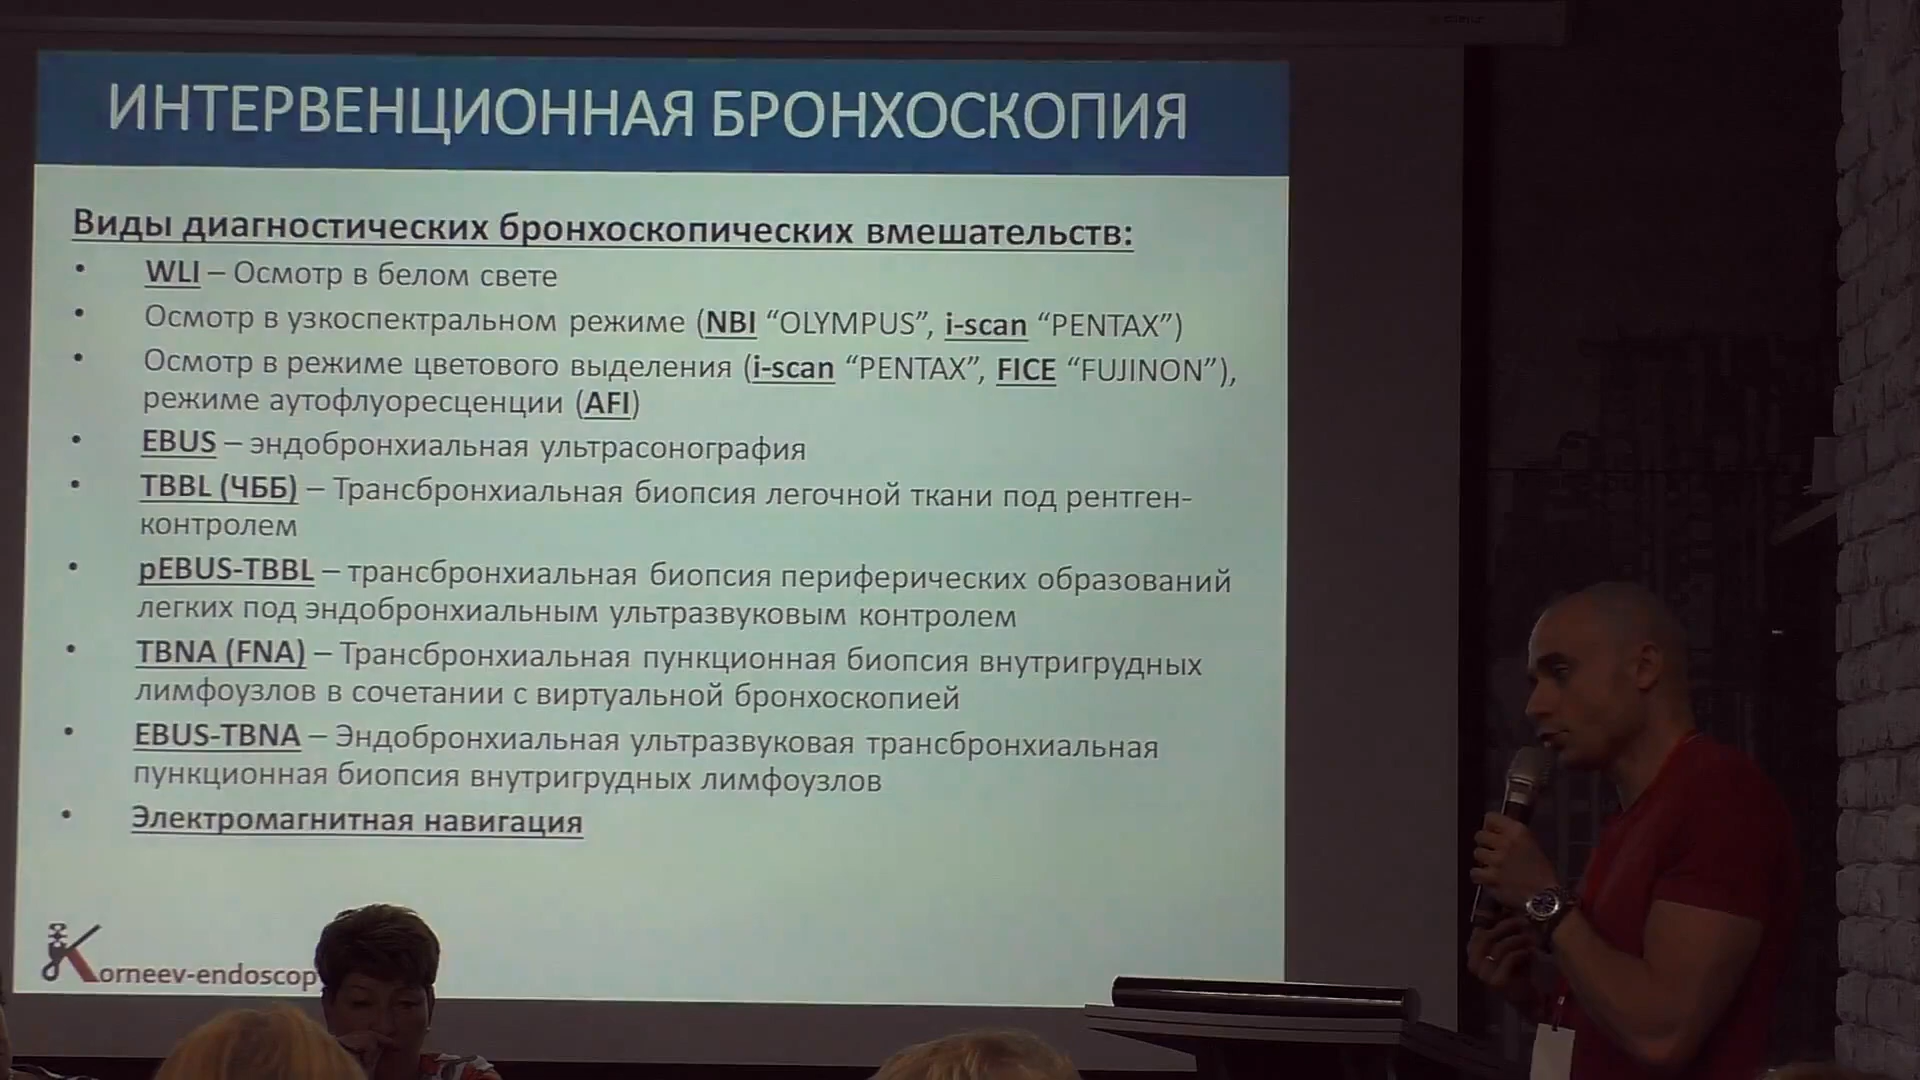 ИНТЕРВЕНЦИОННАЯ БРОНХОСКОПИЯ
Виды диагностических бронхоскопических вмешательств:
• WLI – Осмотр в белом свете
• Осмотр в узкоспектральном режиме (NBI “OLYMPUS”, i-scan “PENTAX”)
• Осмотр в режиме цветового выделения (i-scan “PENTAX”, FICE “FUJINON”),
режиме аутофлуоресценции (AFI)
• EBUS – эндобронхиальная ультрасонография
• TBBL (ЧББ) – Трансбронхиальная биопсия легочной ткани под рентген-
контролем
• pEBUS-TBBL – трансбронхиальная биопсия периферических образований
легких под эндобронхиальным ультразвуковым контролем
• TBNA (FNA) – Трансбронхиальная пункционная биопсия внутригрудных
лимфоузлов в сочетании с виртуальной бронхоскопией
• EBUS-TBNA – Эндобронхиальная ультразвуковая трансбронхиальная
пункционная биопсия внутригрудных лимфоузлов
• Электромагнитная навигация
Korneev-endoscop